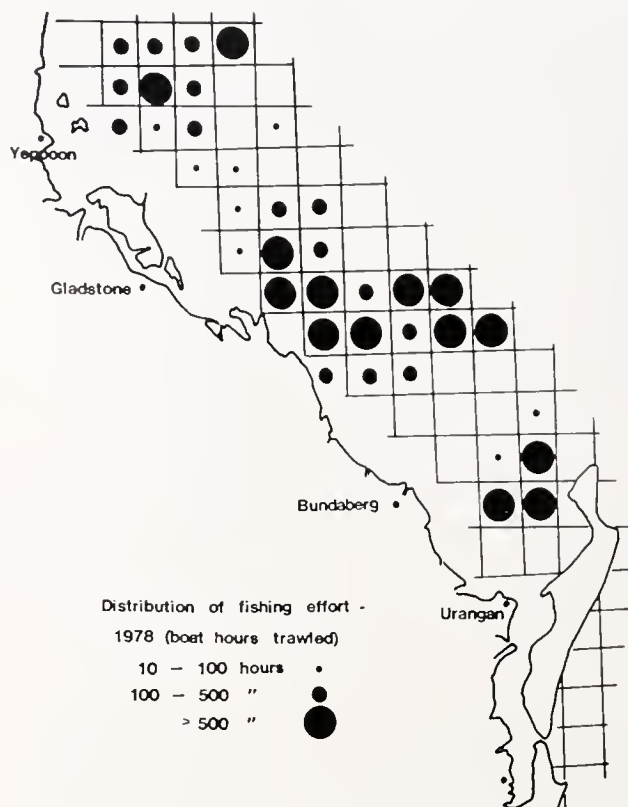 Yeppoon
Gladstone
Bundaberg
Urangan
Distribution of fishing effort -
1978 (boat hours trawled)
10 - 100 hours
100 - 500 "
> 500 "